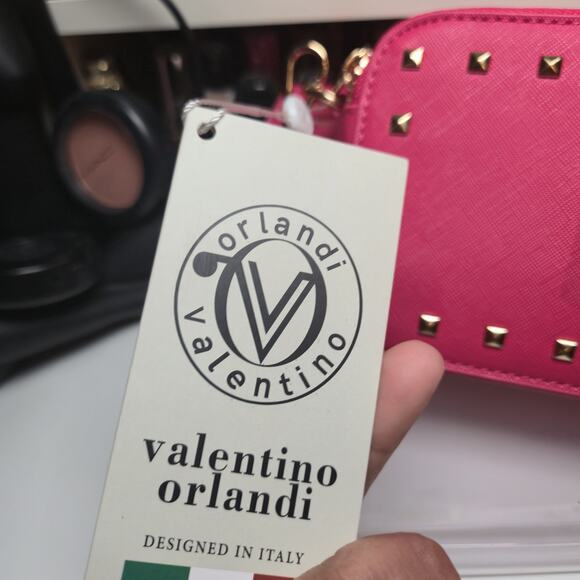 orlandi
V
valentino
valentino
orlandi
DESIGNED IN ITALY